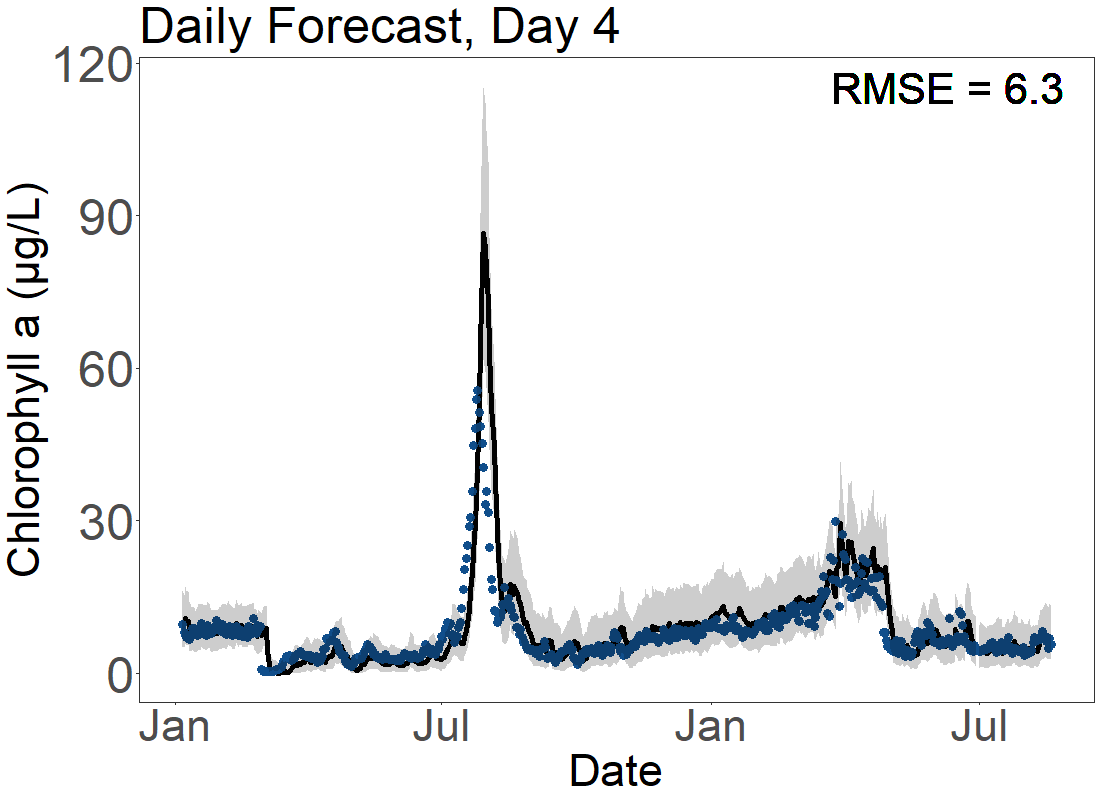 Daily Forecast, Day 4
RMSE = 6.3
Chlorophyll a (µg/L)
120
90
60
30
0
Jan
Jul
Jan
Jul
Date